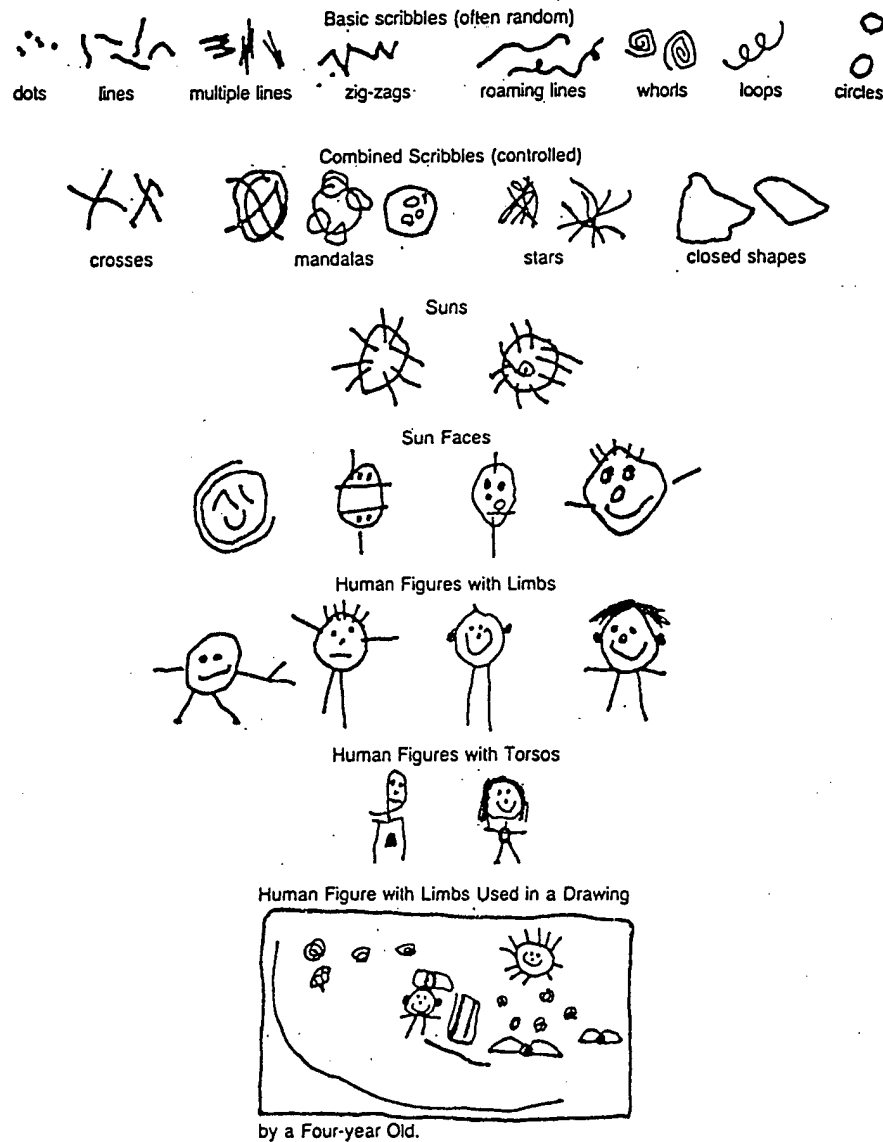 Basic scribbles (often random)
dots lines multiple lines zig-zags roaming lines whorls loops circles
Combined Scribbles (controlled)
crosses mandalas stars closed shapes
Suns
Sun Faces
Human Figures with Limbs
Human Figures with Torsos
Human Figure with Limbs Used in a Drawing
by a Four-year Old.